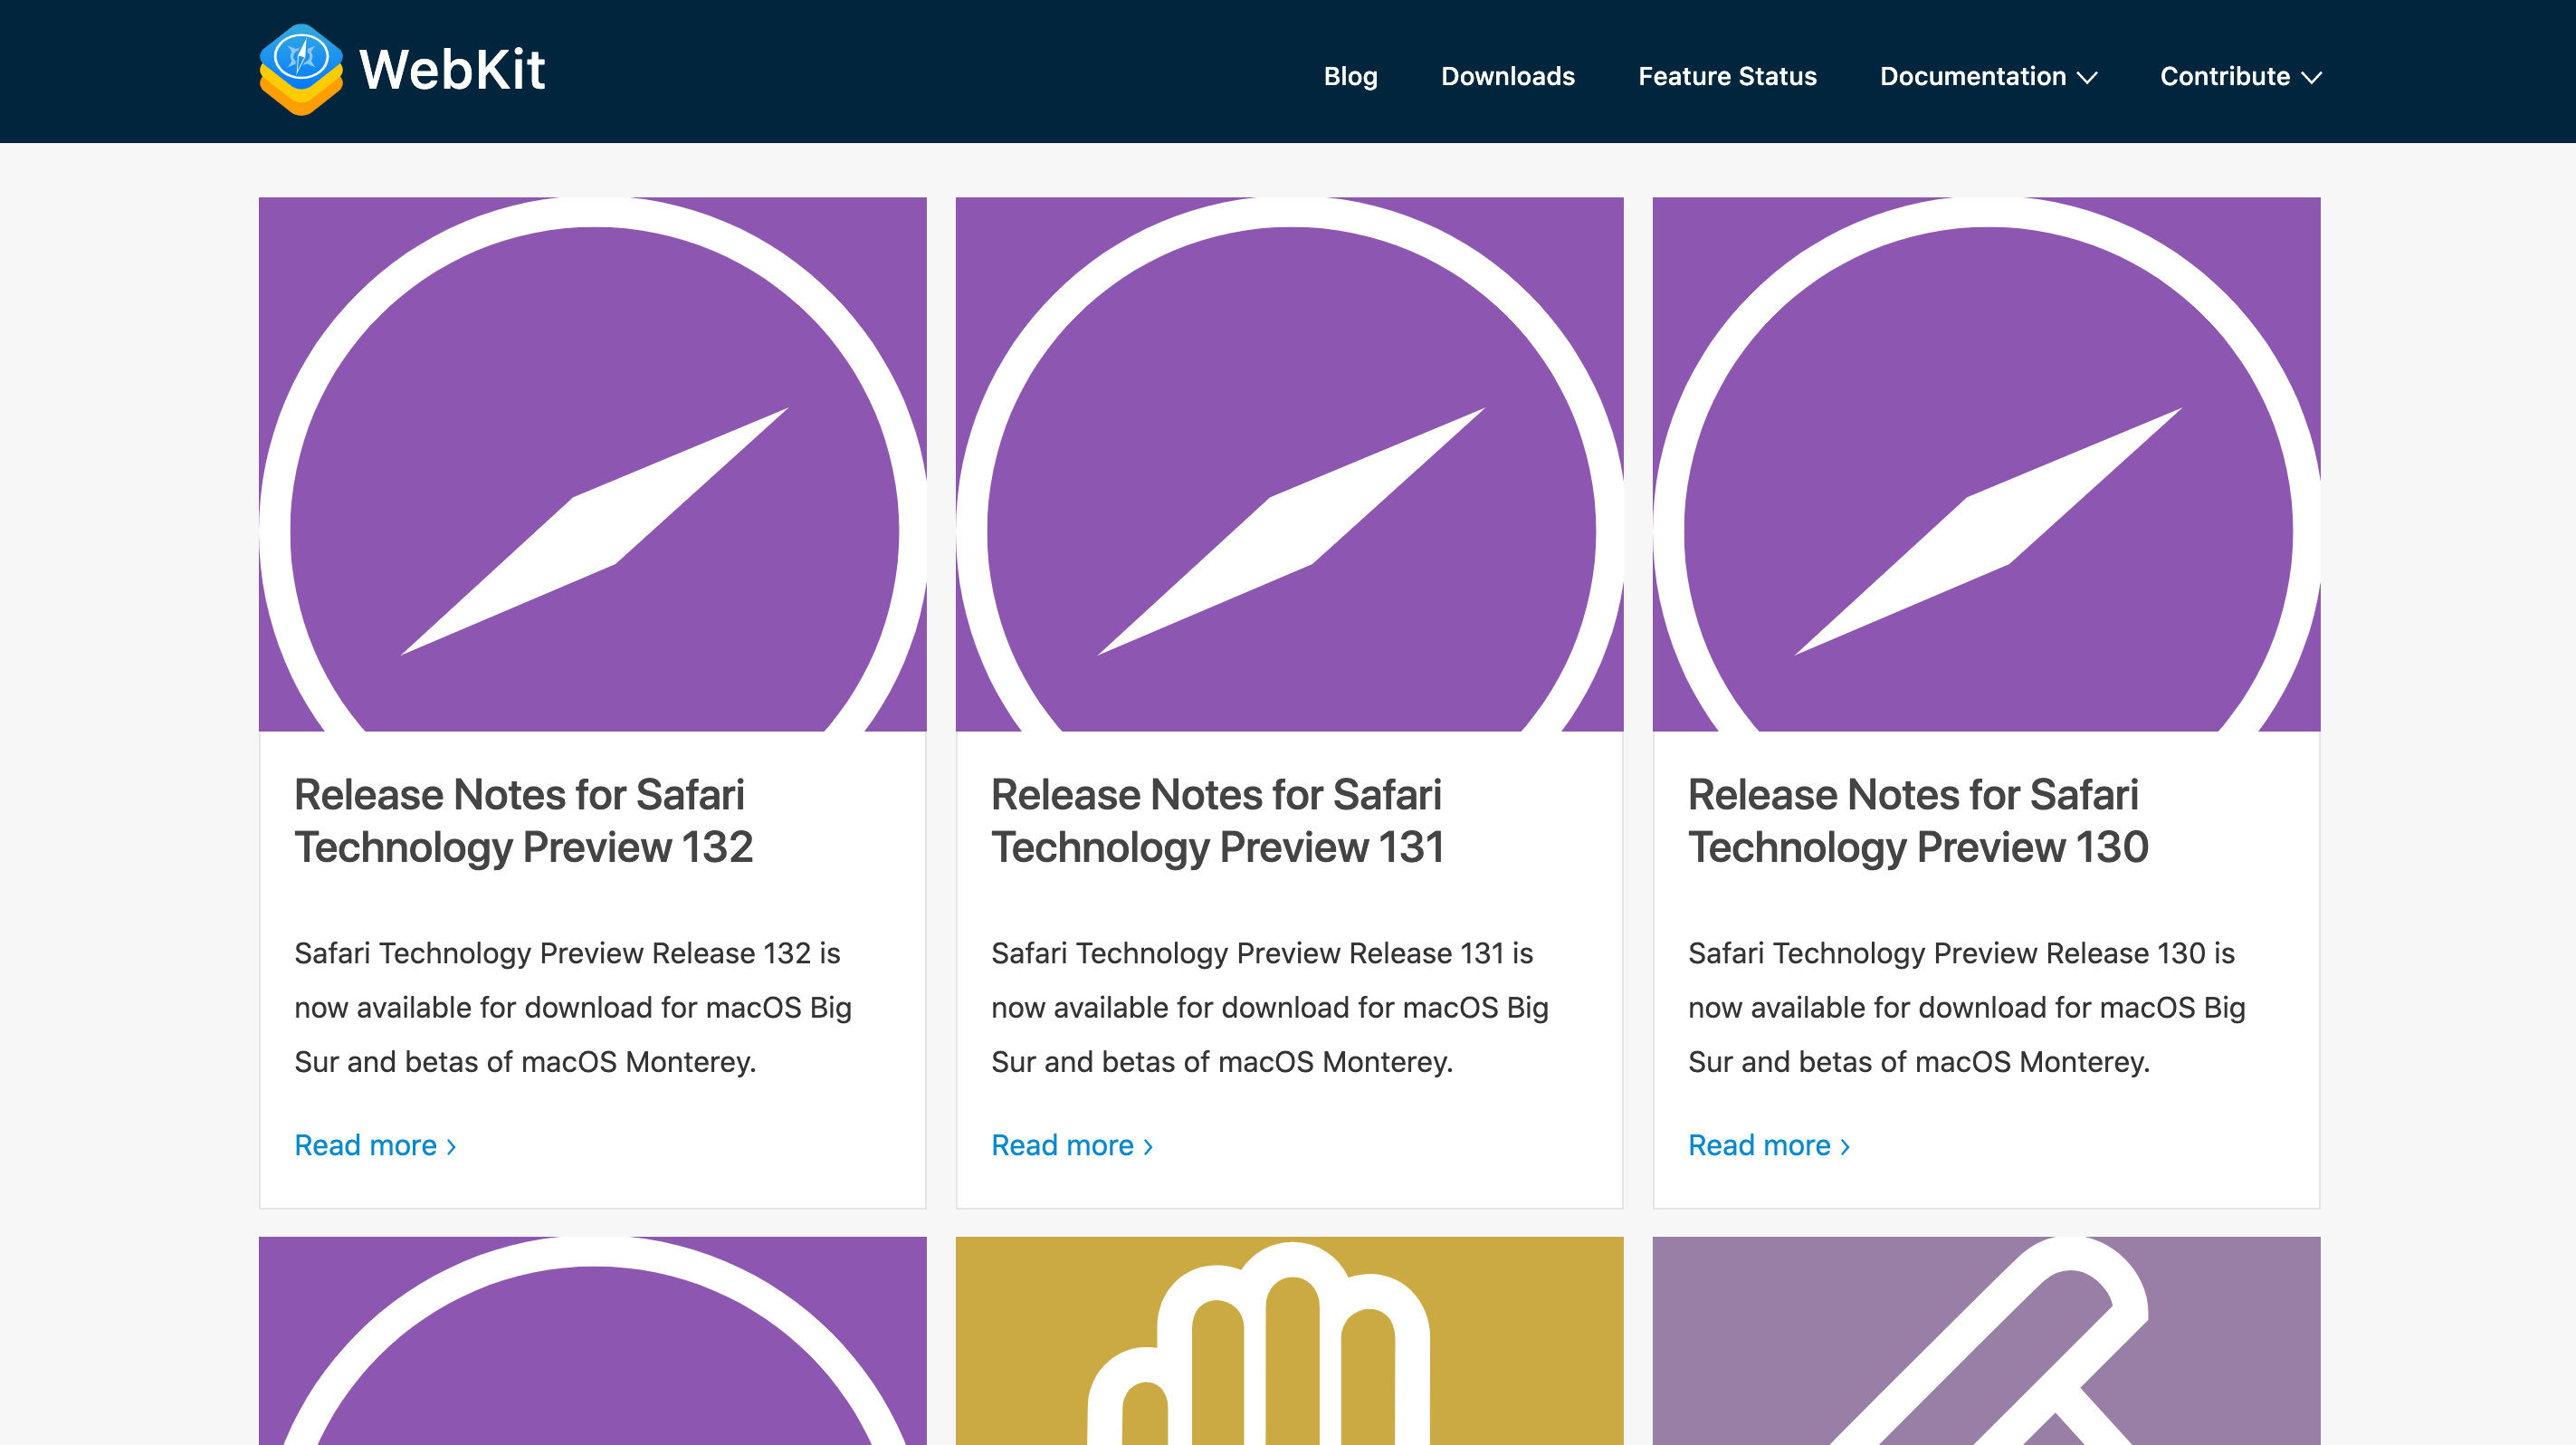 WebKit
Blog
Downloads
Feature Status
Documentation
Contribute
Release Notes for Safari
Technology Preview 132
Safari Technology Preview Release 132 is
now available for download for macOS Big
Sur and betas of macOS Monterey.
Read more ›
Release Notes for Safari
Technology Preview 131
Safari Technology Preview Release 131 is
now available for download for macOS Big
Sur and betas of macOS Monterey.
Read more ›
Release Notes for Safari
Technology Preview 130
Safari Technology Preview Release 130 is
now available for download for macOS Big
Sur and betas of macOS Monterey.
Read more ›